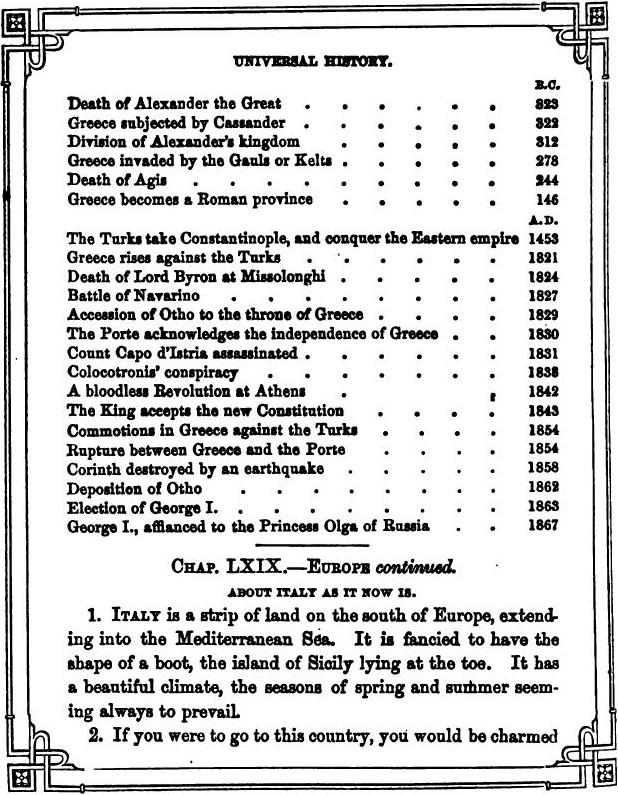 UNIVERSAL HISTORY.
B.C.
Death of Alexander the Great . . . . . . 323
Greece subjected by Cassander . . . . . . 322
Division of Alexander's kingdom . . . . . 312
Greece invaded by the Gauls or Kelts . . . . . 278
Death of Agis . . . . . . . . . 244
Greece becomes a Roman province . . . . . 146
A.D.
The Turks take Constantinople, and conquer the Eastern empire 1453
Greece rises against the Turks . . . . . . 1821
Death of Lord Byron at Missolonghi . . . . . 1824
Battle of Navarino . . . . . . . . 1827
Accession of Otho to the throne of Greece . . . . 1829
The Porte acknowledges the independence of Greece . . 1830
Count Capo d'Istria assassinated . . . . . . 1831
Colocotronis' conspiracy . . . . . . . 1838
A bloodless Revolution at Athens . . 1842
The King accepts the new Constitution . . . . 1843
Commotions in Greece against the Turks . . . . 1854
Rupture between Greece and the Porte . . . . 1854
Corinth destroyed by an earthquake . . . . . 1858
Deposition of Otho . . . . . . . . 1862
Election of George I. . . . . . . . . 1863
George I., affianced to the Princess Olga of Russia . . 1867
CHAP. LXIX.—EUROPE continued.
ABOUT ITALY AS IT NOW IS.
1. ITALY is a strip of land on the south of Europe, extend-
ing into the Mediterranean Sea. It is fancied to have the
shape of a boot, the island of Sicily lying at the toe. It has
a beautiful climate, the seasons of spring and summer seem-
ing always to prevail.
2. If you were to go to this country, you would be charmed